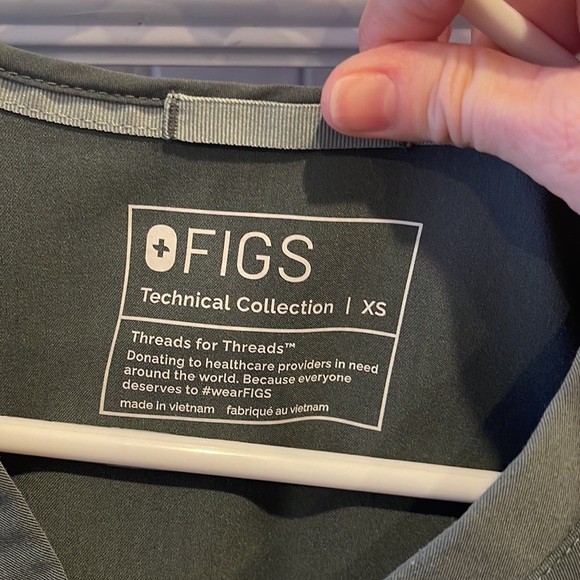 FIGS
Technical Collection | XS
Threads for Threads™
Donating to healthcare providers in need
around the world. Because everyone
deserves to #wearFIGS
made in vietnam fabriqué au vietnam